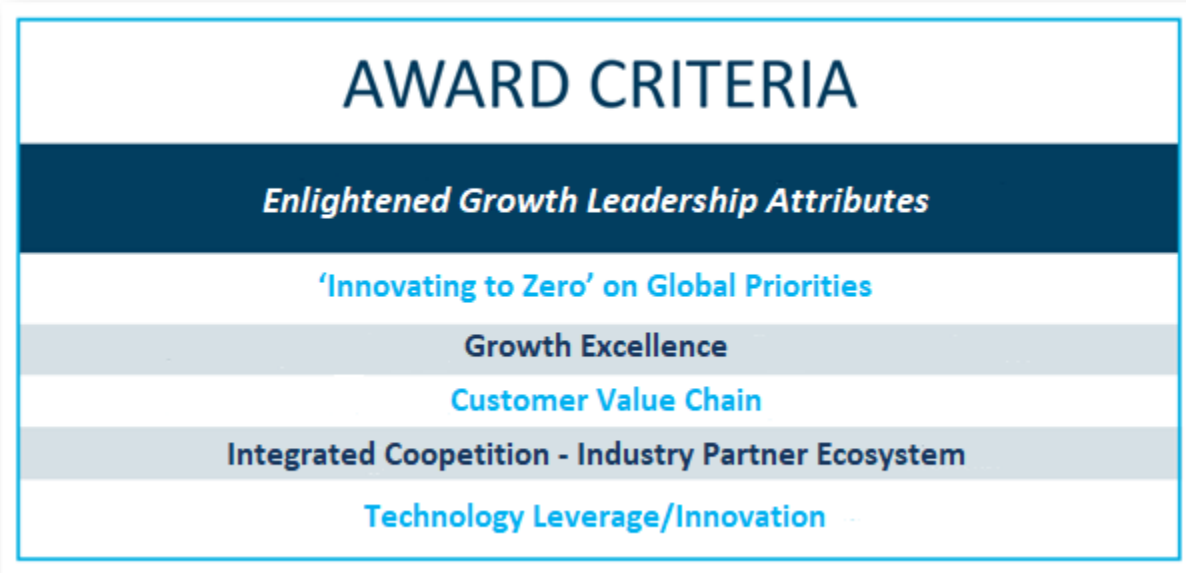 AWARD CRITERIA
Enlightened Growth Leadership Attributes
‘Innovating to Zero’ on Global Priorities
Growth Excellence
Customer Value Chain
Integrated Coopetition - Industry Partner Ecosystem
Technology Leverage/Innovation